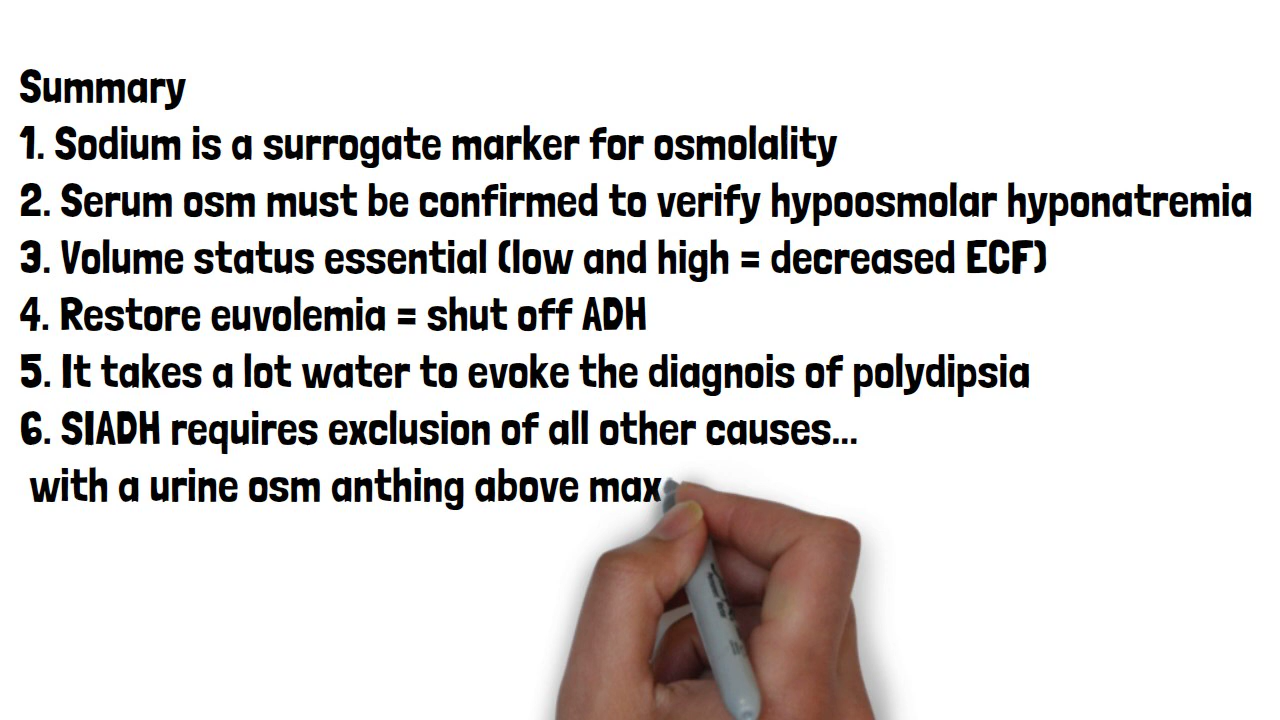 Summary
1. Sodium is a surrogate marker for osmolality
2. Serum osm must be confirmed to verify hypoosmolar hyponatremia
3. Volume status essential (low and high = decreased ECF)
4. Restore euvolemia = shut off ADH
5. It takes a lot water to evoke the diagnois of polydipsia
6. SIADH requires exclusion of all other causes...
with a urine osm anthing above max